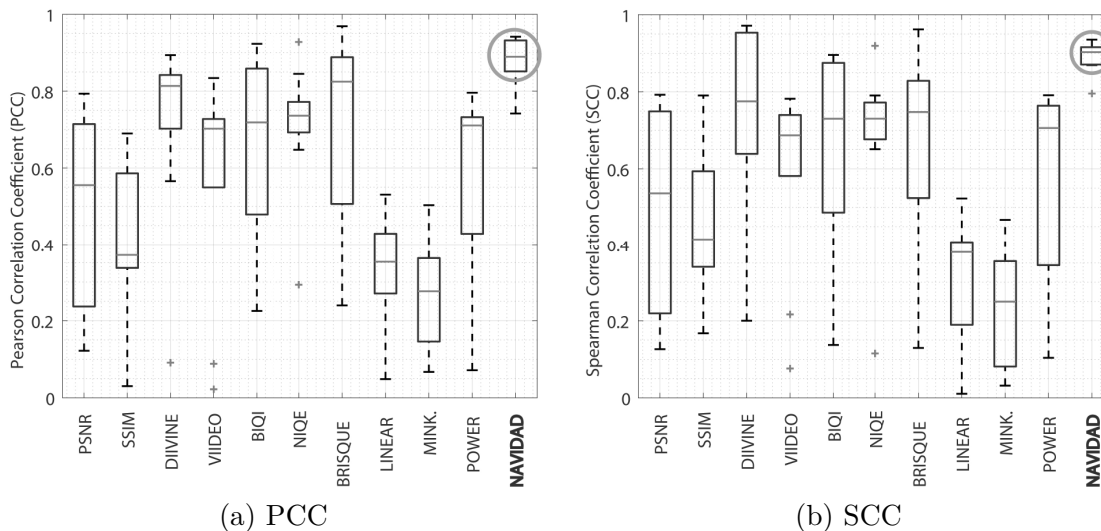 Pearson Correlation Coefficient (PCC)
1
0.8
0.6
0.4
0.2
0
PSNR
SSIM
DIIVINE
VIIDEO
BIQI
NIQE
BRISQUE
LINEAR
MINK.
POWER
NAVIDAD
(a) PCC
Spearman Correlation Coefficient (SCC)
1
0.8
0.6
0.4
0.2
0
PSNR
SSIM
DIIVINE
VIIDEO
BIQI
NIQE
BRISQUE
LINEAR
MINK.
POWER
NAVIDAD
(b) SCC